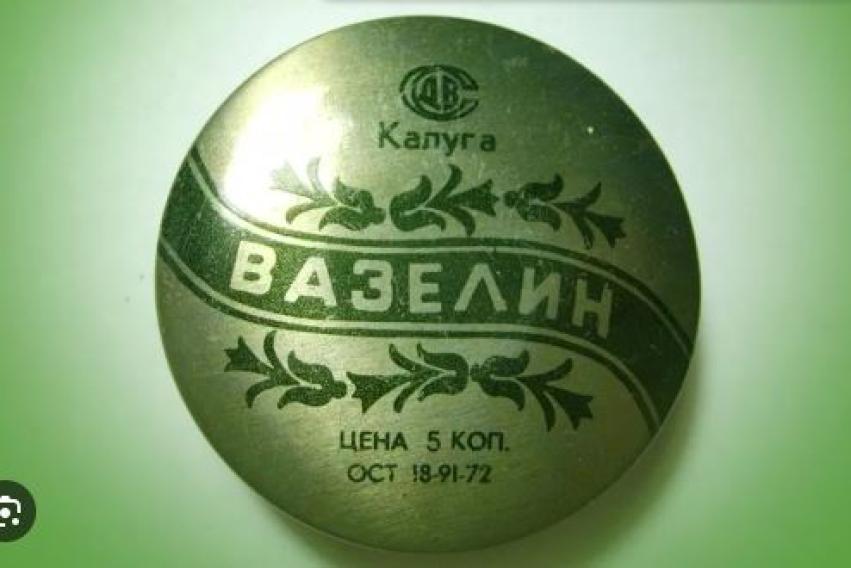 Калуга
ВАЗЕЛИН
ЦЕНА 5 КОП.
ОСТ 18-91-72